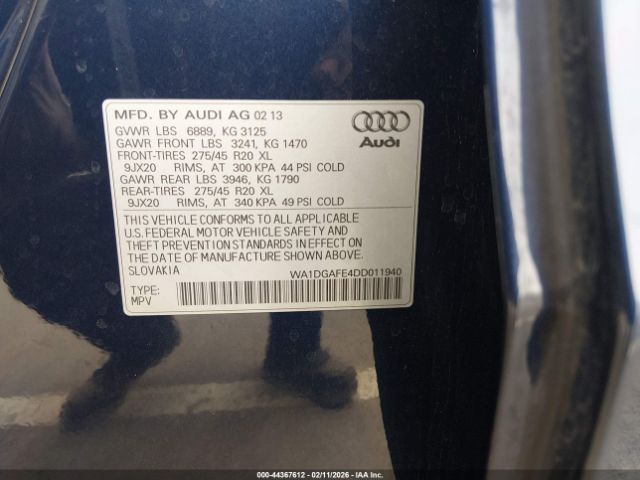 MFD. BY AUDI AG 02 13
GVWR LBS 6889, KG 3125
GAWR FRONT LBS 3241, KG 1470
FRONT-TIRES 275/45 R20 XL
9JX20 RIMS, AT 300 KPA 44 PSI COLD
GAWR REAR LBS 3946, KG 1790
REAR-TIRES 275/45 R20 XL
9JX20 RIMS, AT 340 KPA 49 PSI COLD
Audi
THIS VEHICLE CONFORMS TO ALL APPLICABLE
U.S. FEDERAL MOTOR VEHICLE SAFETY AND
THEFT PREVENTION STANDARDS IN EFFECT ON
THE DATE OF MANUFACTURE SHOWN ABOVE.
SLOVAKIA
WA1DGAFE4DD011940
TYPE:
MPV
000-44367612 - 02/11/2026 - IAAI.COM